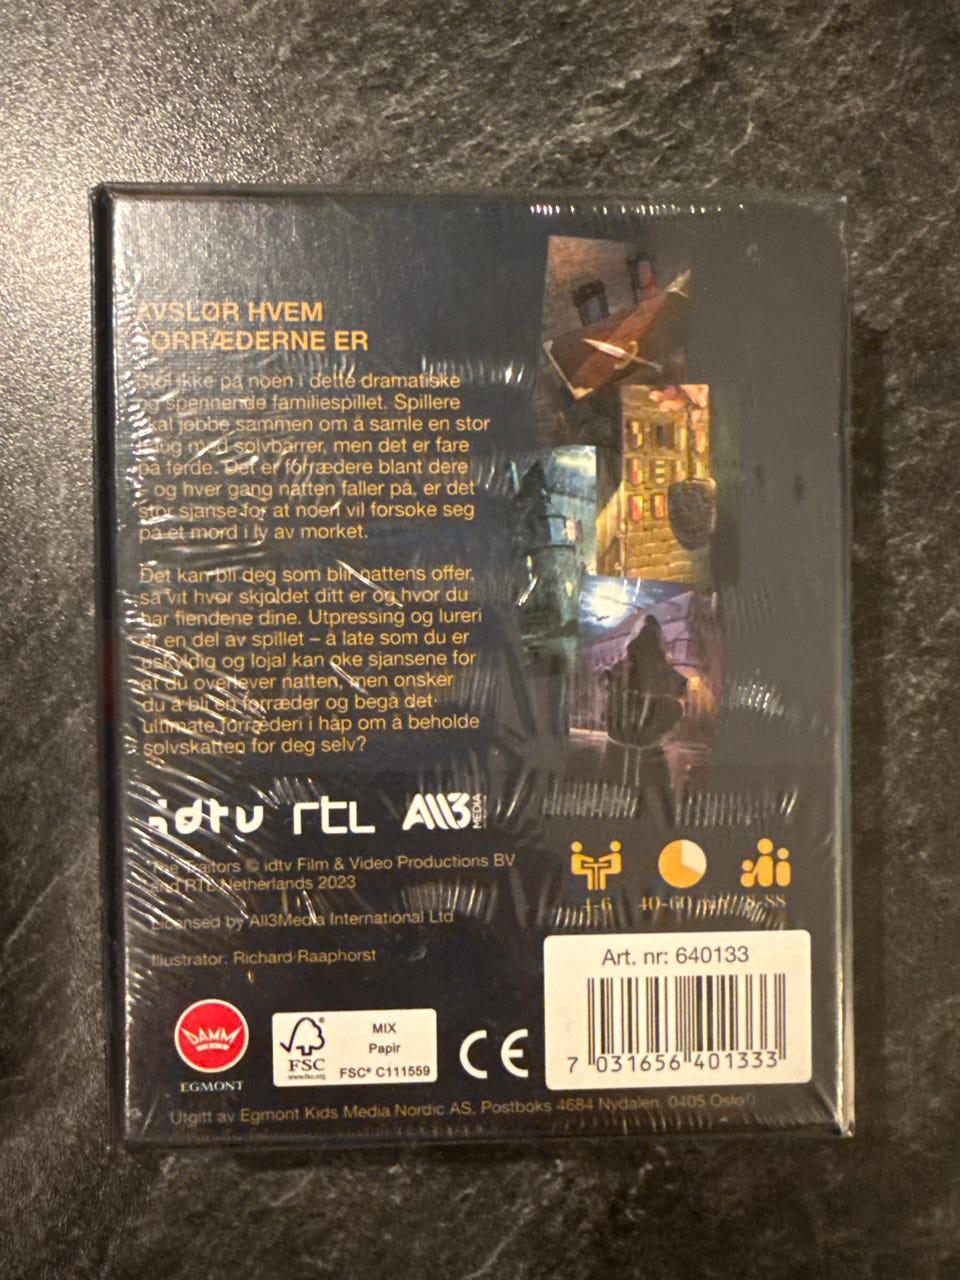 AVSLØR HVEM
FORRÆDERNE ER
Stol ikke på noen i dette dramatiske
og spennende familiespillet. Spillere
skal jobbe sammen om å samle en stor
med sølvbarrer, men det er fare
på ferde. Det er forrædere blant dere
– og hver gang natten faller på, er det
stor sjanse for at noen vil forsøke seg
på et mord i ly av mørket.
Det kan bli deg som blir nattens offer,
så vit hvor skjoldet ditt er og hvor du
har fiendene dine. Utpressing og lureri
er en del av spillet – å late som du er
uskyldig og lojal kan øke sjansene for
at du overlever natten, men ønsker
du å bli en forræder og begå det
ultimate forræderi i håp om å beholde
sølvskatten for deg selv?
idtv rtl All3 MEDIA
The Traitors © idtv Film & Video Productions BV
and RTL Netherlands 2023
Licensed by All3Media International Ltd
Illustrator: Richard Raaphorst
4-6 40-60 min 8-88
Art. nr: 640133
7 031656 401333
DAMM
EGMONT
FSC
www.fsc.org
MIX
Papir
FSC® C111559
CE
Utgitt av Egmont Kids Media Nordic AS, Postboks 4684 Nydalen, 0405 Oslo